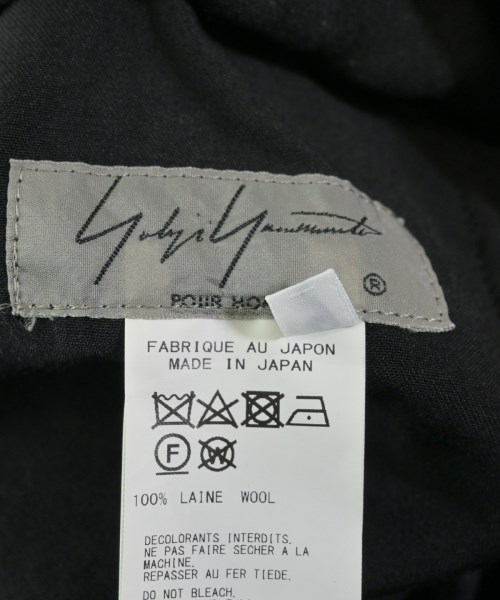 Yohji Yamamoto
®
POUR HO
FABRIQUE AU JAPON
MADE IN JAPAN
F W
100% LAINE WOOL
DECOLORANTS INTERDITS.
NE PAS FAIRE SECHER A LA
MACHINE.
REPASSER AU FER TIEDE.
DO NOT BLEACH.